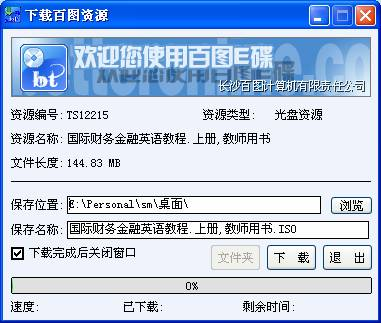 下载百图资源
bt
欢迎您使用百图E碟
长沙百图计算机有限责任公司
资源编号: TS12215 资源类型: 光盘资源
资源名称: 国际财务金融英语教程.上册,教师用书
文件长度: 144.83 MB
保存位置: E:\Personal\sm\桌面\ 浏览
保存名称: 国际财务金融英语教程.上册,教师用书.ISO
下载完成后关闭窗口 文件夹 下 载 退 出
0%
速度: 已下载: 剩余时间: